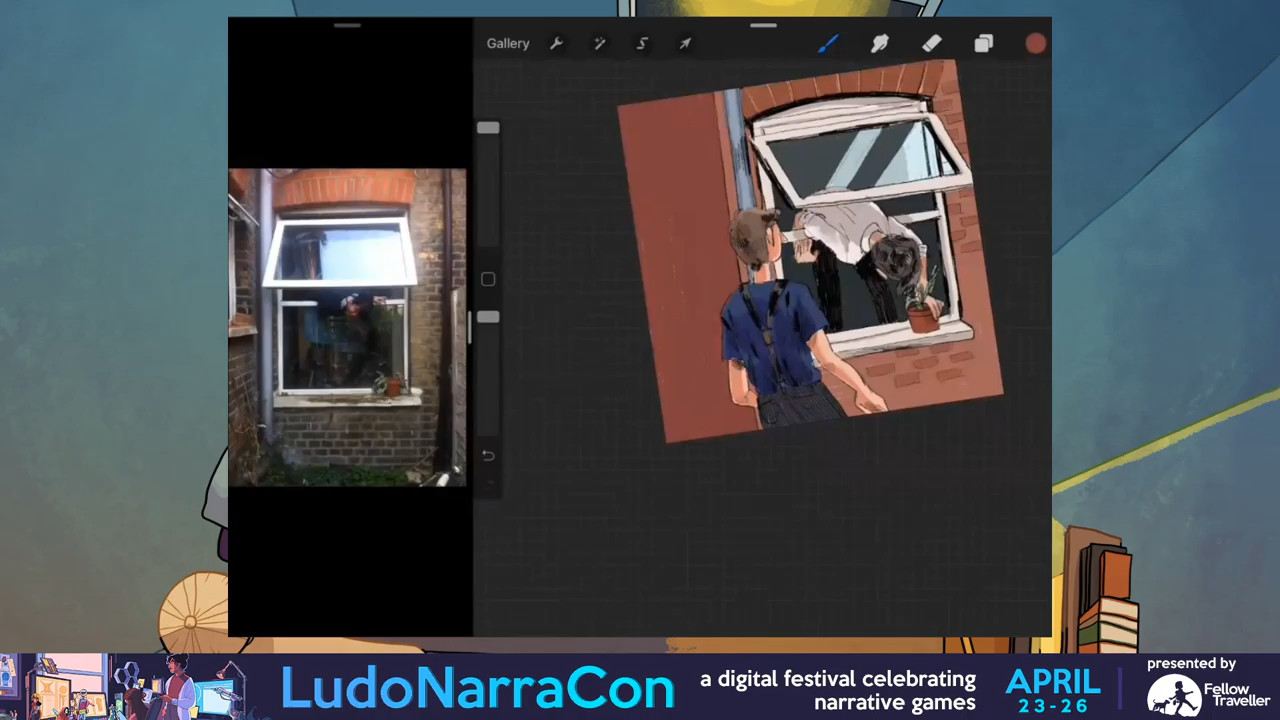 Gallery
LudoNarraCon
a digital festival celebrating
narrative games
APRIL
23-26
presented by
Fellow
Traveller